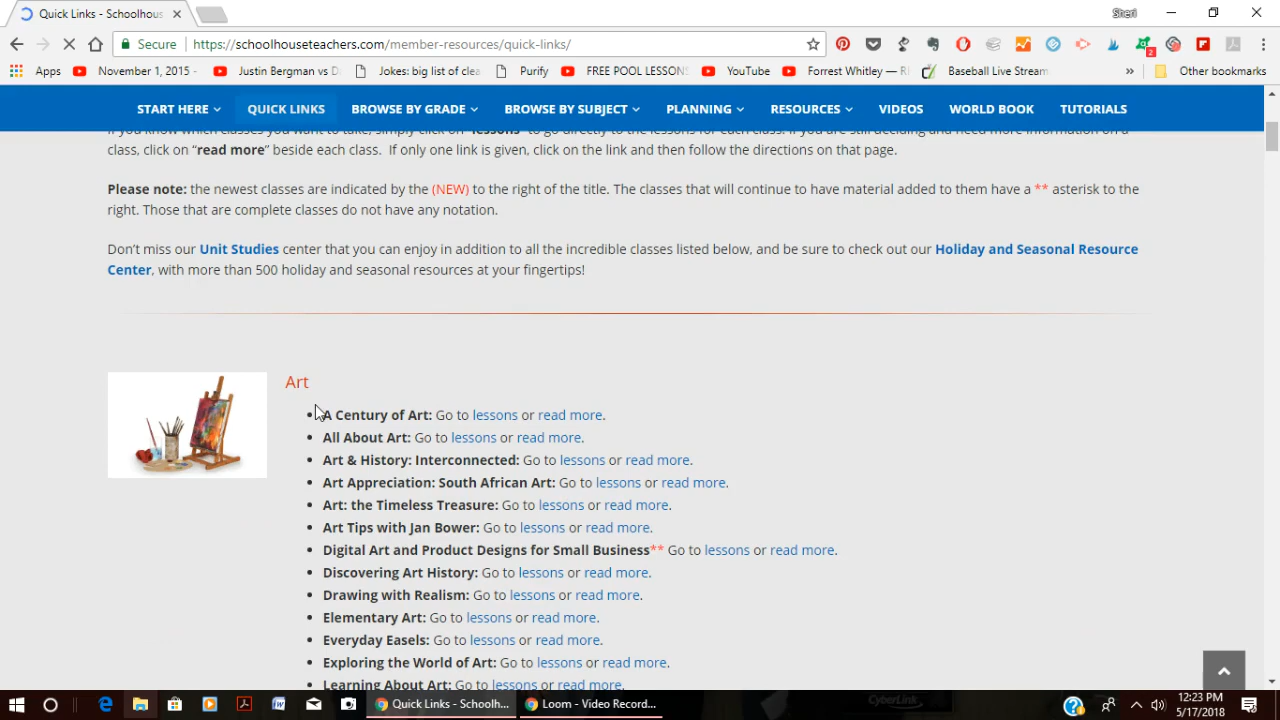 Quick Links - Schoolhous
Sheri
Secure
https://schoolhouseteachers.com/member-resources/quick-links/
2
Apps
November 1, 2015 -
Justin Bergman vs D
Jokes: big list of clea
Purify
FREE POOL LESSONS
YouTube
Forrest Whitley — R
Baseball Live Stream
»
Other bookmarks
START HERE
QUICK LINKS
BROWSE BY GRADE
BROWSE BY SUBJECT
PLANNING
RESOURCES
VIDEOS
WORLD BOOK
TUTORIALS
If you know which classes you want to take, simply click on "lessons" to go directly to the lessons for each class. If you are still deciding and need more information on a
class, click on “read more” beside each class. If only one link is given, click on the link and then follow the directions on that page.
Please note: the newest classes are indicated by the (NEW) to the right of the title. The classes that will continue to have material added to them have a ** asterisk to the
right. Those that are complete classes do not have any notation.
Don’t miss our Unit Studies center that you can enjoy in addition to all the incredible classes listed below, and be sure to check out our Holiday and Seasonal Resource
Center, with more than 500 holiday and seasonal resources at your fingertips!
Art
A Century of Art: Go to lessons or read more.
All About Art: Go to lessons or read more.
Art & History: Interconnected: Go to lessons or read more.
Art Appreciation: South African Art: Go to lessons or read more.
Art: the Timeless Treasure: Go to lessons or read more.
Art Tips with Jan Bower: Go to lessons or read more.
Digital Art and Product Designs for Small Business** Go to lessons or read more.
Discovering Art History: Go to lessons or read more.
Drawing with Realism: Go to lessons or read more.
Elementary Art: Go to lessons or read more.
Everyday Easels: Go to lessons or read more.
Exploring the World of Art: Go to lessons or read more.
Learning About Art: Go to lessons or read more.
Quick Links - Schoolh...
Loom - Video Record...
CyberLink
12:23 PM
5/17/2018